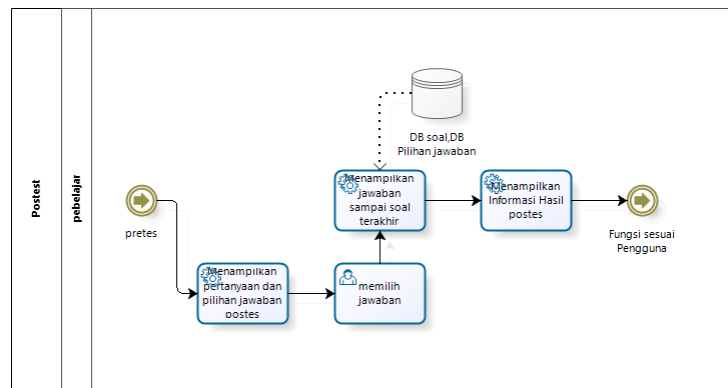 Postest
pebelajar
pretes
Menampilkan
pertanyaan dan
pilihan jawaban
postes
memilih
jawaban
Menampilkan
jawaban
sampai soal
terakhir
DB soal,DB
Pilihan jawaban
Menampilkan
Informasi Hasil
postes
Fungsi sesuai
Pengguna